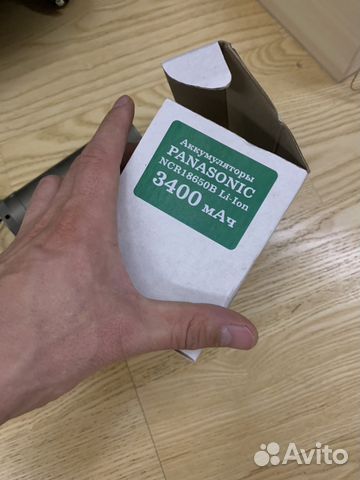 Аккумуляторы
PANASONIC
NCR18650B Li-Ion
3400 мАч
Avito